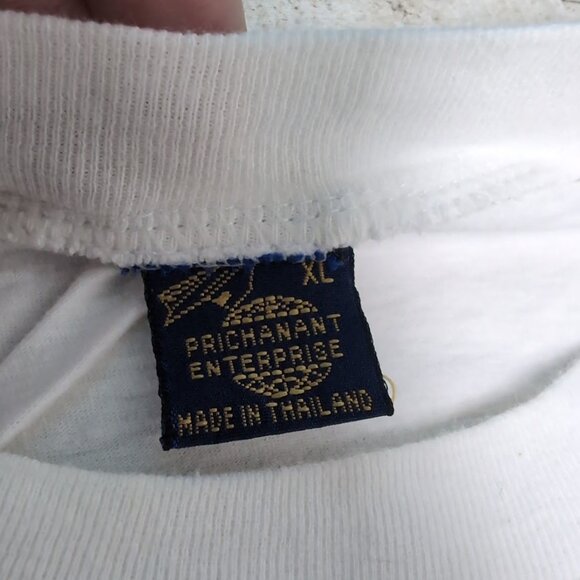 XL
PRICHANANT
ENTERPRISE
MADE IN THAILAND